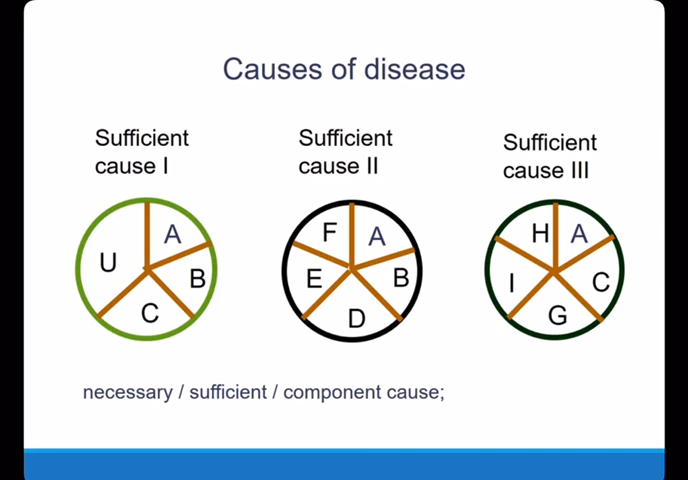 Causes of disease
Sufficient
cause I
Sufficient
cause II
Sufficient
cause III
U
A
B
C
F
A
E
B
D
H
A
I
C
G
necessary / sufficient / component cause;